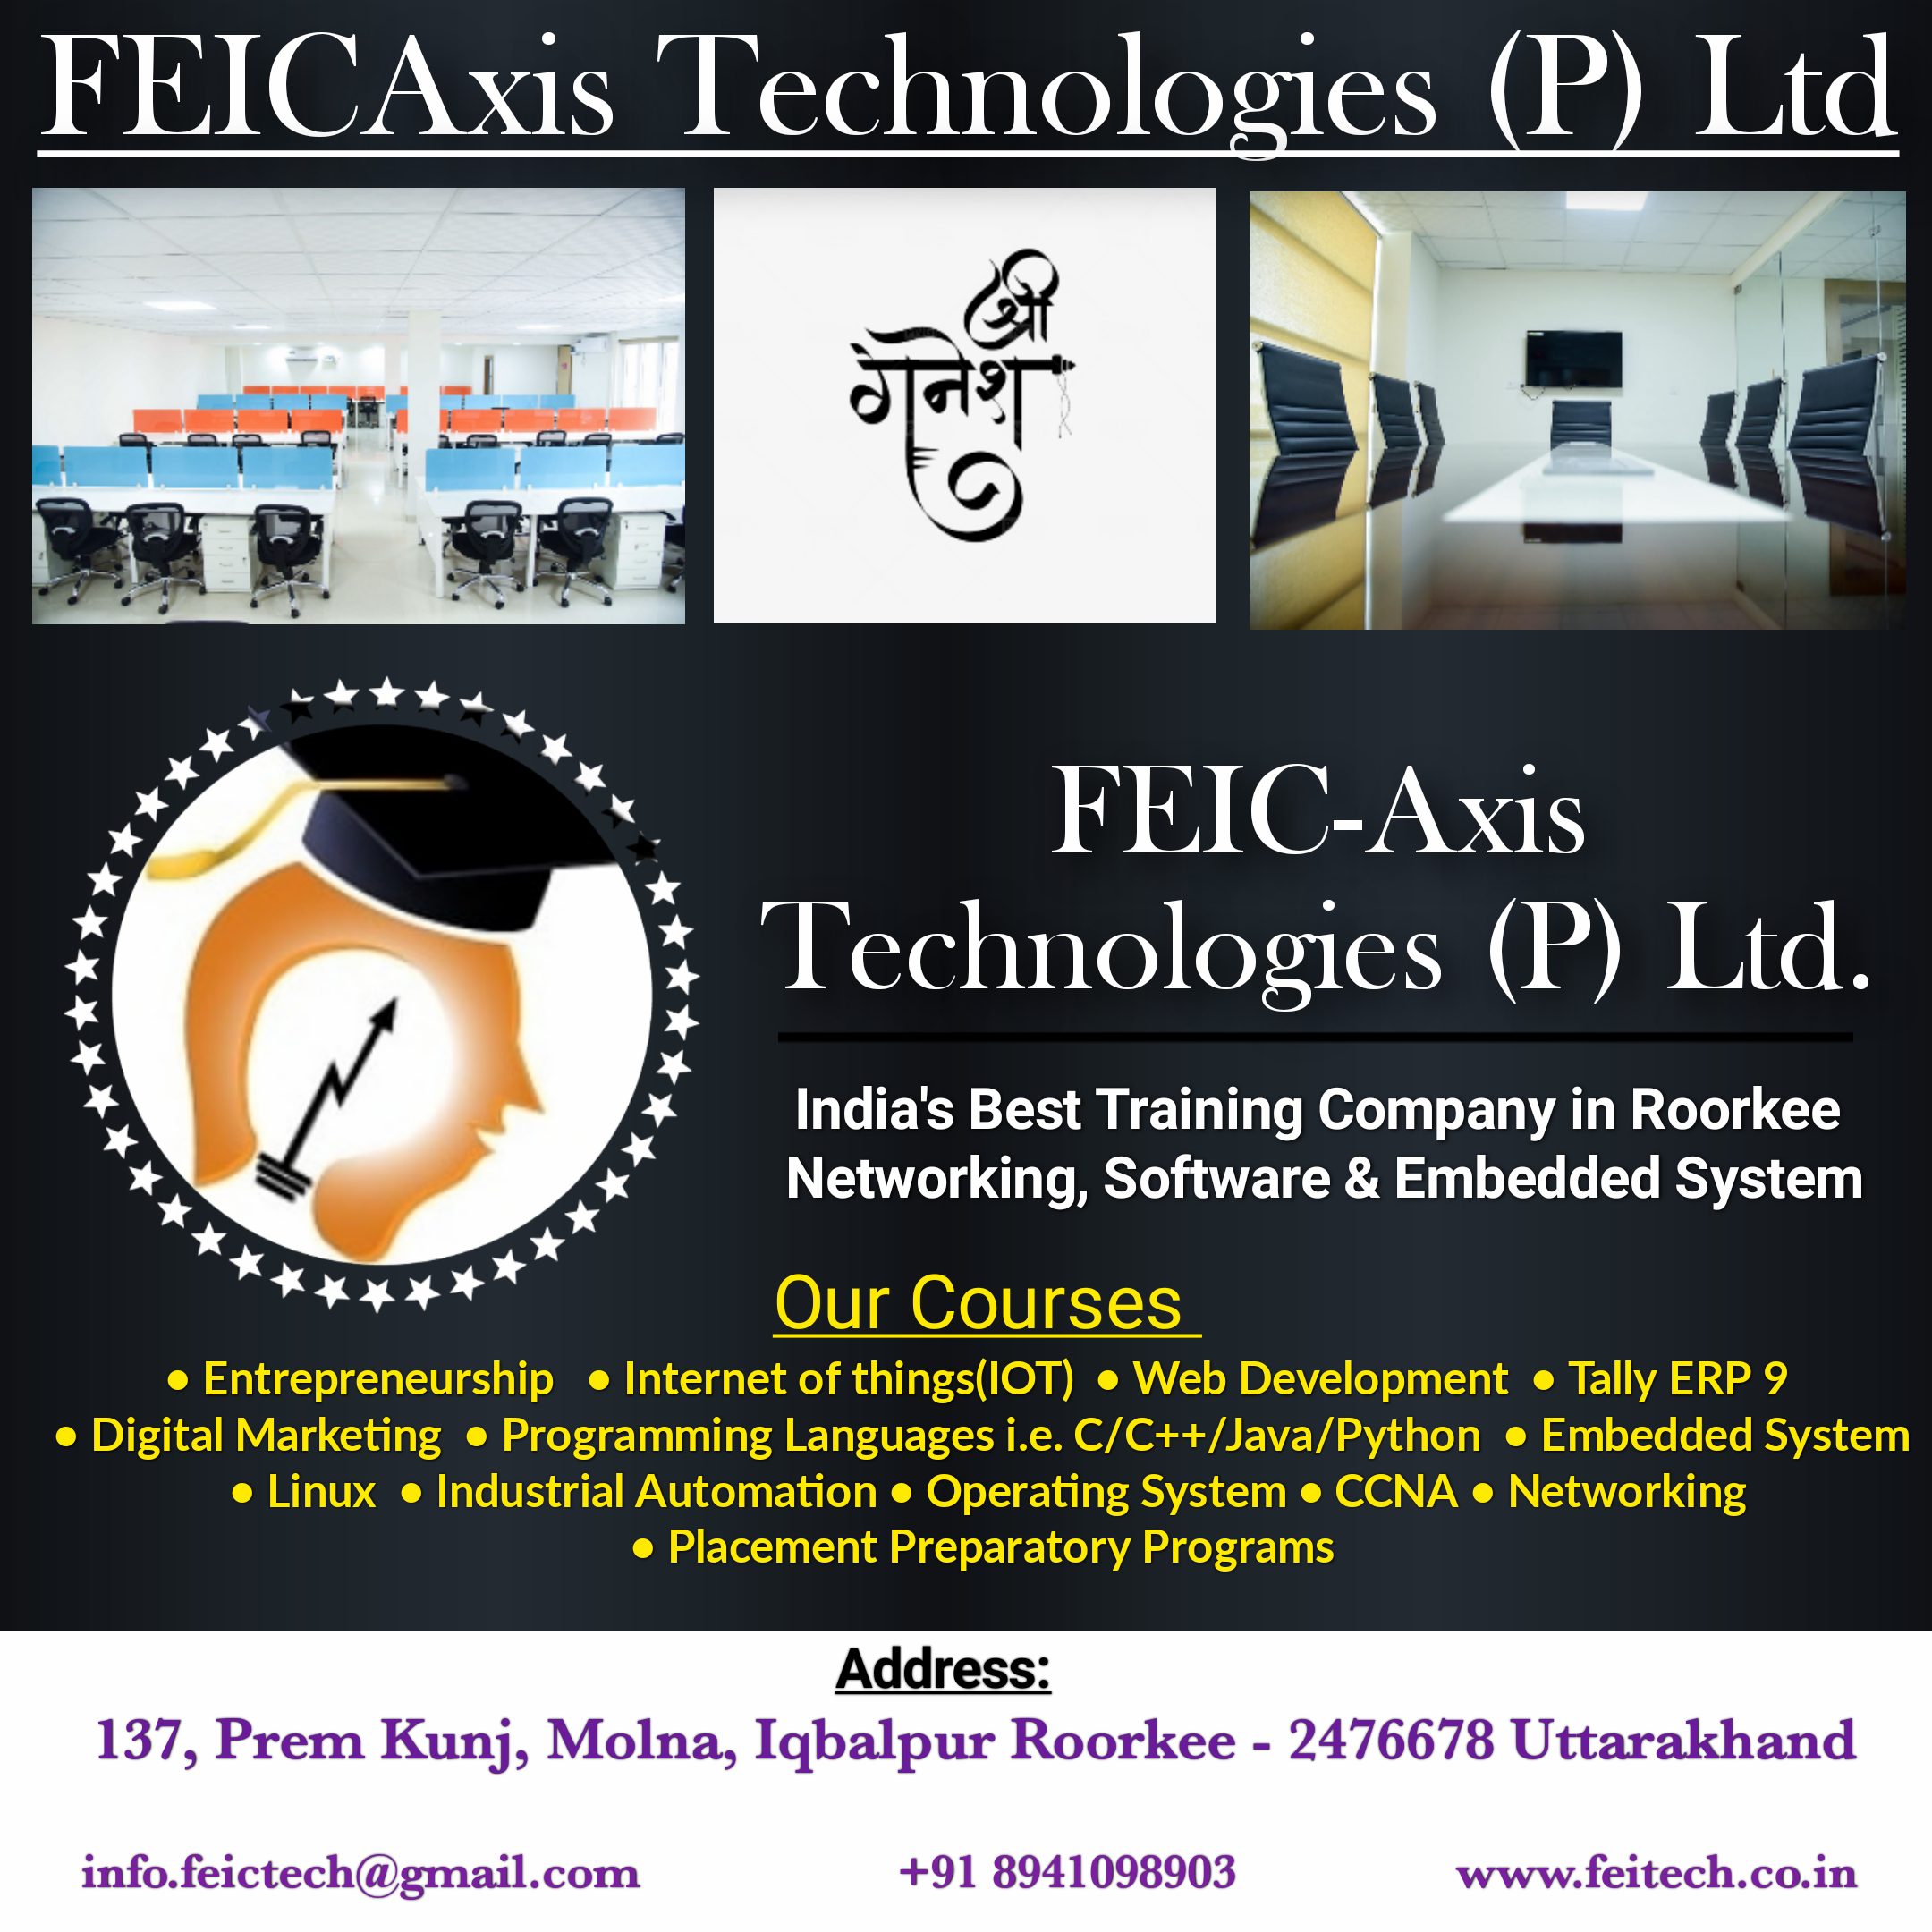 FEICAxis Technologies (P) Ltd
श्री
गनेश
FEIC-Axis
Technologies (P) Ltd.
India's Best Training Company in Roorkee
Networking, Software & Embedded System
Our Courses
● Entrepreneurship ● Internet of things(IOT) ● Web Development ● Tally ERP 9
● Digital Marketing ● Programming Languages i.e. C/C++/Java/Python ● Embedded System
● Linux ● Industrial Automation ● Operating System ● CCNA ● Networking
● Placement Preparatory Programs
Address:
137, Prem Kunj, Molna, Iqbalpur Roorkee - 2476678 Uttarakhand
info.feictech@gmail.com +91 8941098903 www.feitech.co.in